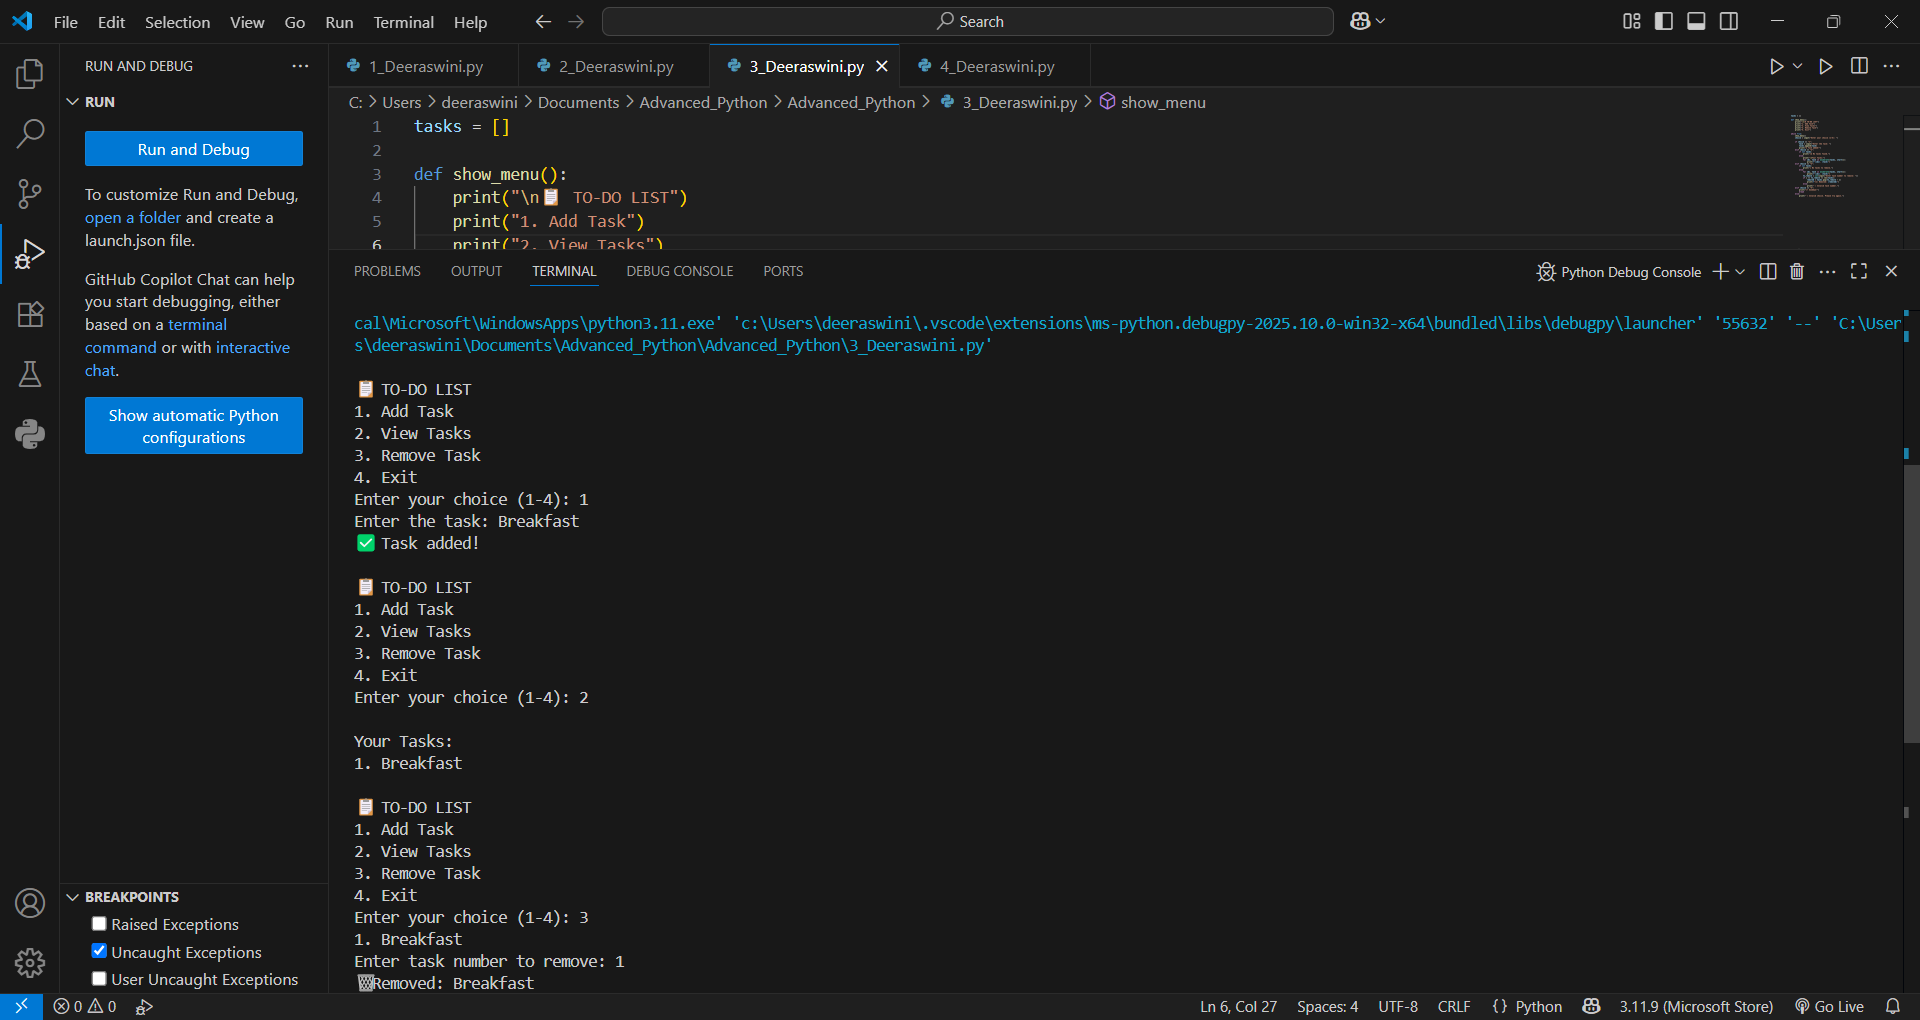 File Edit Selection View Go Run Terminal Help
Search
RUN AND DEBUG
RUN
Run and Debug
To customize Run and Debug,
open a folder and create a
launch.json file.
GitHub Copilot Chat can help
you start debugging, either
based on a terminal
command or with interactive
chat.
Show automatic Python
configurations
BREAKPOINTS
Raised Exceptions
Uncaught Exceptions
User Uncaught Exceptions
1_Deeraswini.py 2_Deeraswini.py 3_Deeraswini.py 4_Deeraswini.py
C: > Users > deeraswini > Documents > Advanced_Python > Advanced_Python > 3_Deeraswini.py > show_menu
1 tasks = []
2
3 def show_menu():
4 print("\n📋 TO-DO LIST")
5 print("1. Add Task")
6 print("2. View Tasks")
PROBLEMS OUTPUT TERMINAL DEBUG CONSOLE PORTS
Python Debug Console
cal\Microsoft\WindowsApps\python3.11.exe' 'c:\Users\deeraswini\.vscode\extensions\ms-python.debugpy-2025.10.0-win32-x64\bundled\libs\debugpy\launcher' '55632' '--' 'C:\User
s\deeraswini\Documents\Advanced_Python\Advanced_Python\3_Deeraswini.py'
📋 TO-DO LIST
1. Add Task
2. View Tasks
3. Remove Task
4. Exit
Enter your choice (1-4): 1
Enter the task: Breakfast
✅ Task added!
📋 TO-DO LIST
1. Add Task
2. View Tasks
3. Remove Task
4. Exit
Enter your choice (1-4): 2
Your Tasks:
1. Breakfast
📋 TO-DO LIST
1. Add Task
2. View Tasks
3. Remove Task
4. Exit
Enter your choice (1-4): 3
1. Breakfast
Enter task number to remove: 1
🗑Removed: Breakfast
0 0
Ln 6, Col 27 Spaces: 4 UTF-8 CRLF {} Python 3.11.9 (Microsoft Store) Go Live